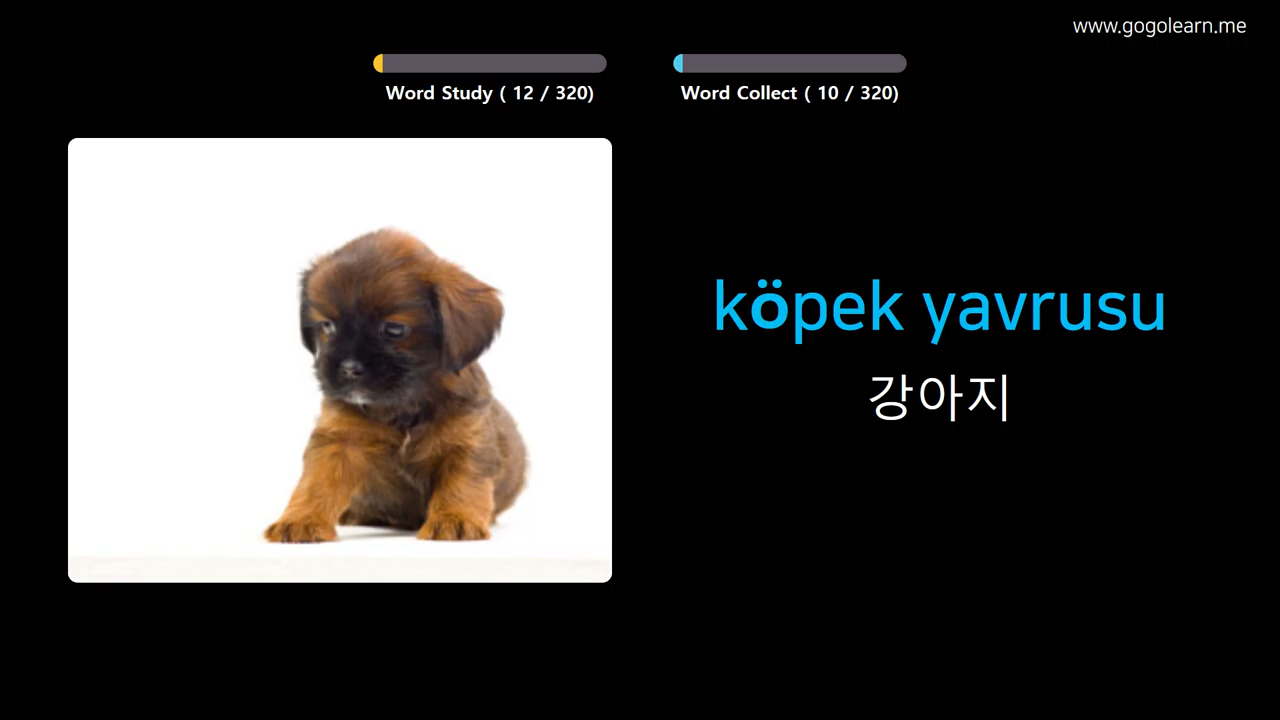 www.gogolearn.me
Word Study ( 12 / 320)
Word Collect ( 10 / 320)
köpek yavrusu
강아지